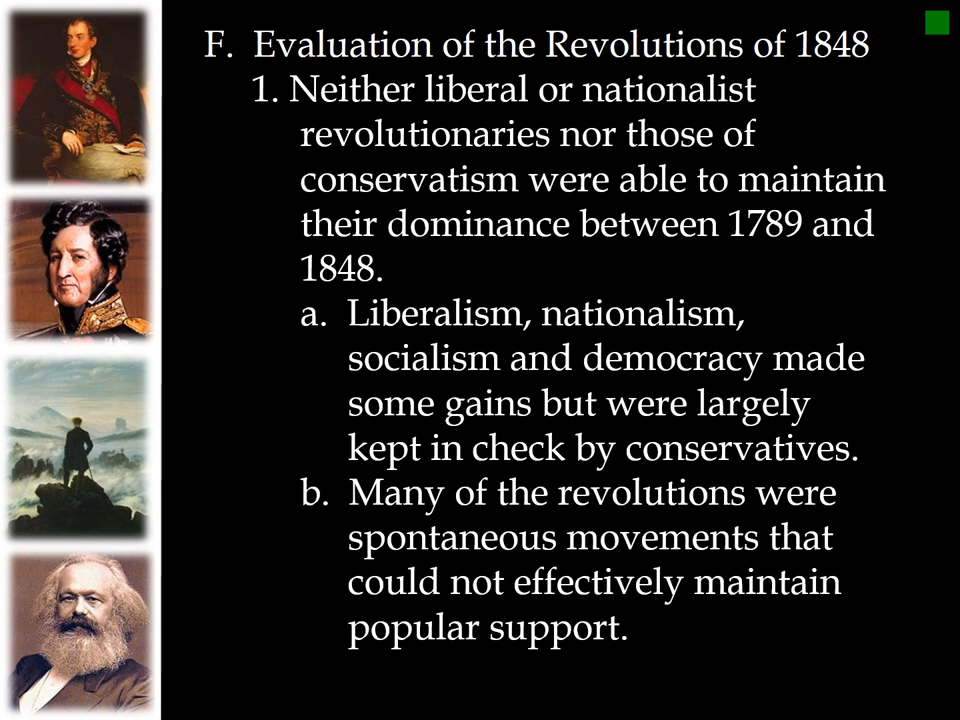 F. Evaluation of the Revolutions of 1848
1. Neither liberal or nationalist
revolutionaries nor those of
conservatism were able to maintain
their dominance between 1789 and
1848.
a. Liberalism, nationalism,
socialism and democracy made
some gains but were largely
kept in check by conservatives.
b. Many of the revolutions were
spontaneous movements that
could not effectively maintain
popular support.